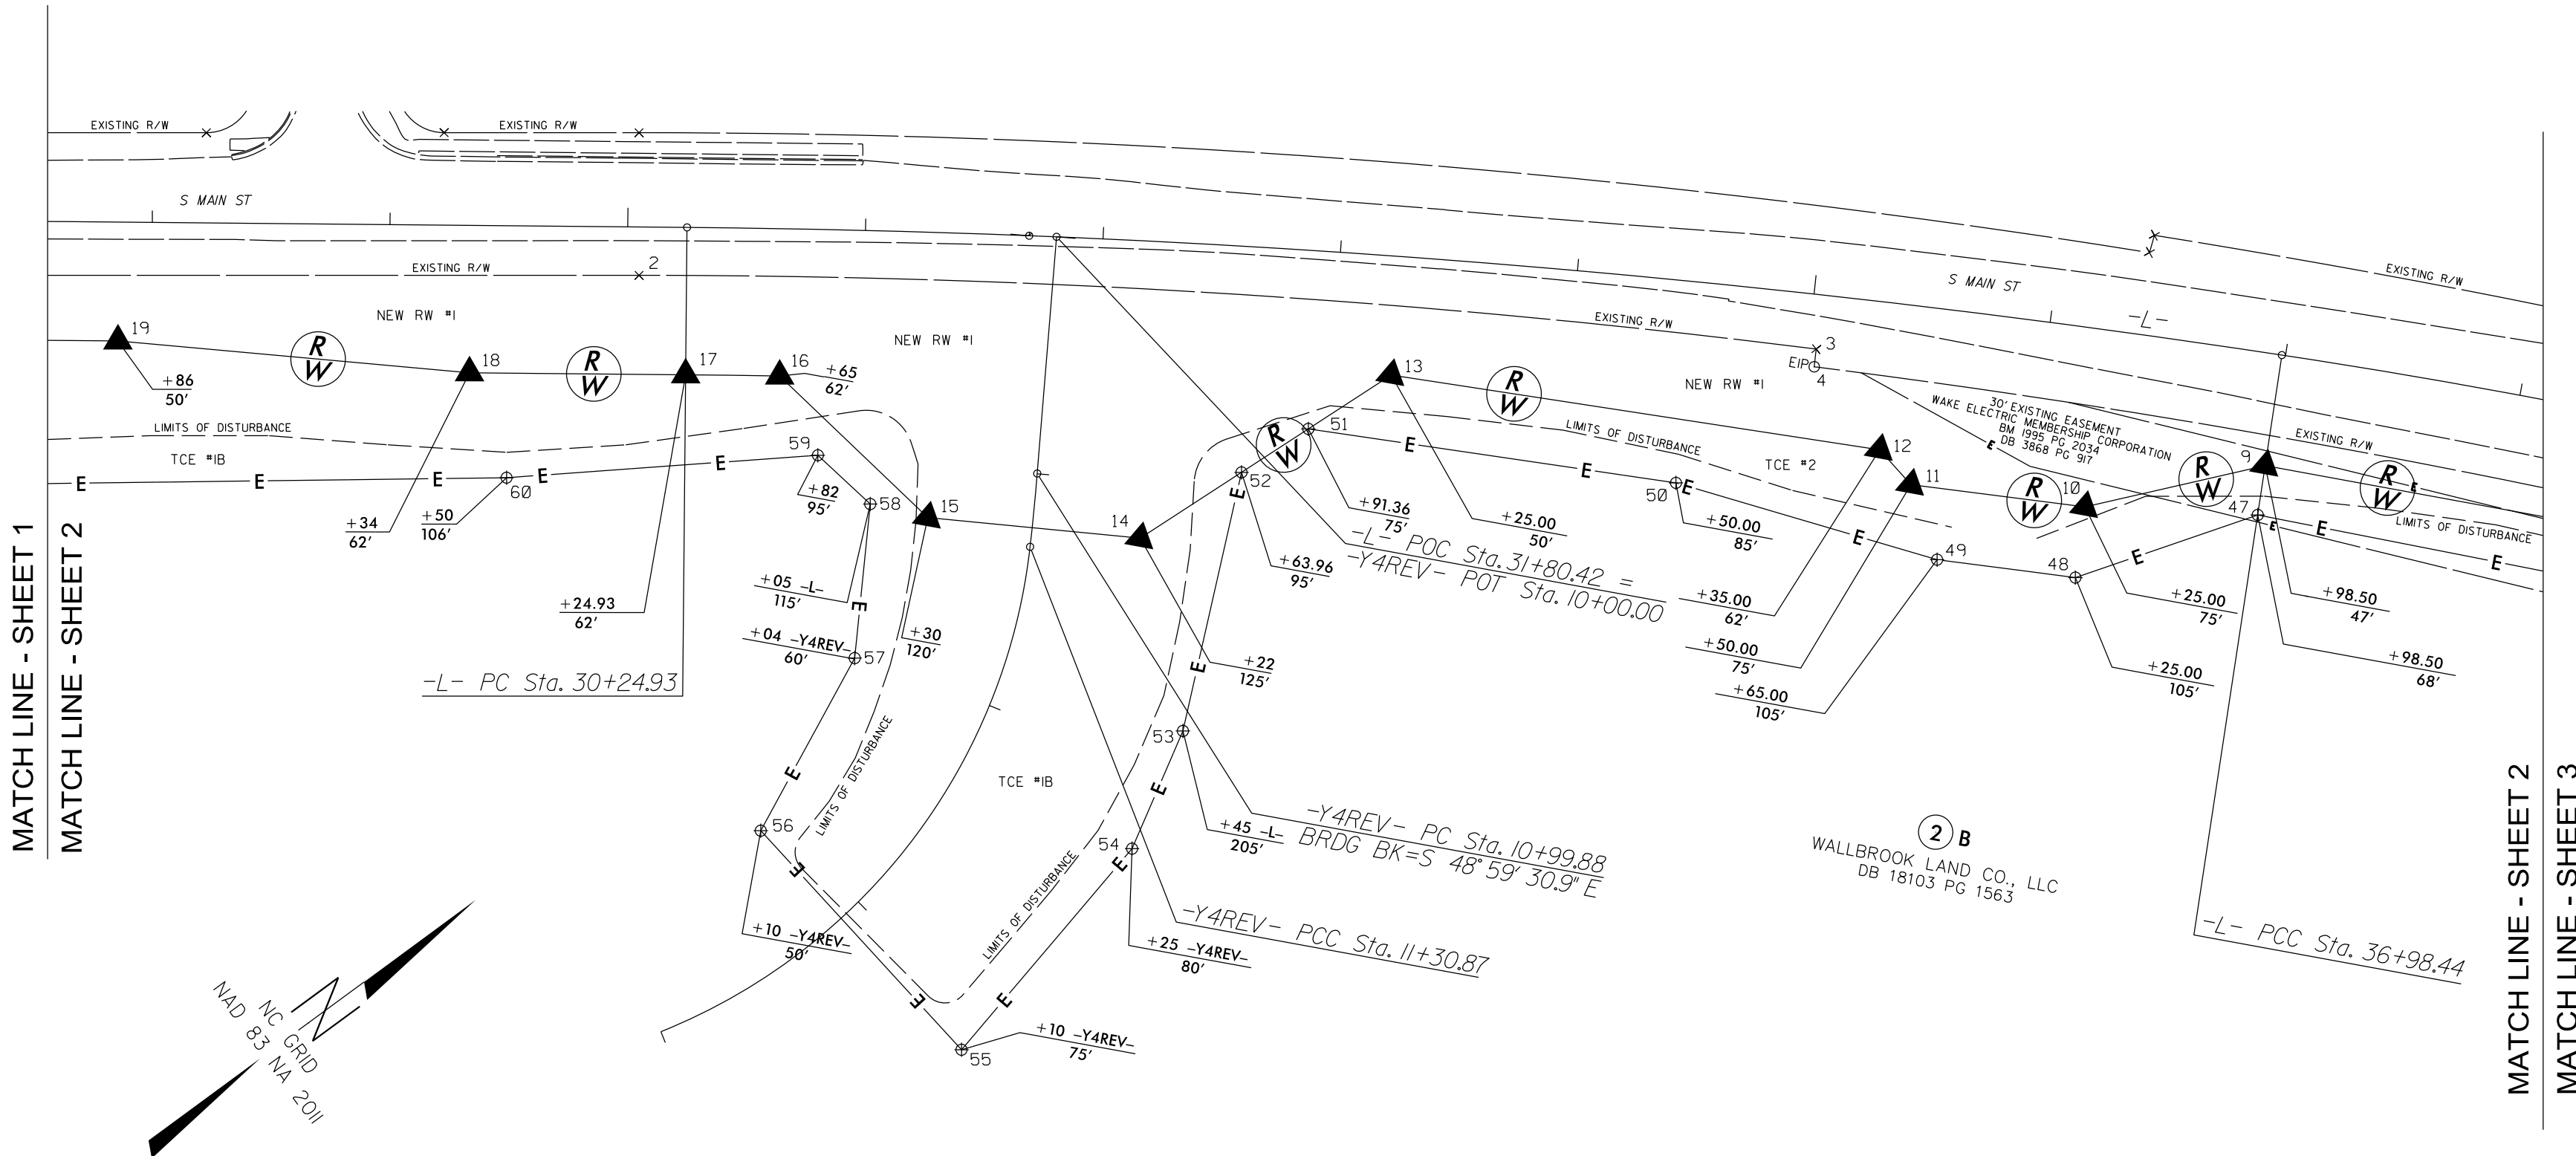 MATCH LINE - SHEET 1
MATCH LINE - SHEET 2
EXISTING R/W
EXISTING R/W
S MAIN ST
EXISTING R/W
2
NEW RW #1
NEW RW #1
19
R
W
18
R
W
17
16
+65
62'
+86
50'
LIMITS OF DISTURBANCE
TCE #1B
E
E
E
E
E
59
60
+34
62'
+50
106'
+82
95'
58
15
14
+24.93
62'
+05 -L-
115'
E
+04 -Y4REV-
60'
57
+30
120'
-L- PC Sta. 30+24.93
E
56
LIMITS OF DISTURBANCE
E
+10 -Y4REV-
50'
E
TCE #1B
LIMITS OF DISTURBANCE
E
E
E
55
+10 -Y4REV-
75'
54
+25 -Y4REV-
80'
53
+45 -L-
205'
E
E
E
52
R
W
51
13
R
W
E
E
+91.36
75'
+25.00
50'
+63.96
95'
+22
125'
-L- POC Sta. 31+80.42 =
-Y4REV- POT Sta. 10+00.00
-Y4REV- PC Sta. 10+99.88
BRDG BK=S 48° 59' 30.9" E
-Y4REV- PCC Sta. 11+30.87
EXISTING R/W
NEW RW #1
LIMITS OF DISTURBANCE
TCE #2
3
EIP
4
S MAIN ST
-L-
EXISTING R/W
30' EXISTING EASEMENT
WAKE ELECTRIC MEMBERSHIP CORPORATION
BM 1995 PG 2034
DB 3868 PG 917
E
EXISTING R/W
12
11
R
W
10
R
W
9
R
W
E
47
E
E
E
LIMITS OF DISTURBANCE
50
E
+50.00
85'
E
49
48
E
+35.00
62'
+50.00
75'
+65.00
105'
+25.00
75'
+98.50
47'
+25.00
105'
+98.50
68'
2 B
WALLBROOK LAND CO., LLC
DB 18103 PG 1563
-L- PCC Sta. 36+98.44
NC GRID
NAD 83 NA 2011
MATCH LINE - SHEET 2
MATCH LINE - SHEET 3